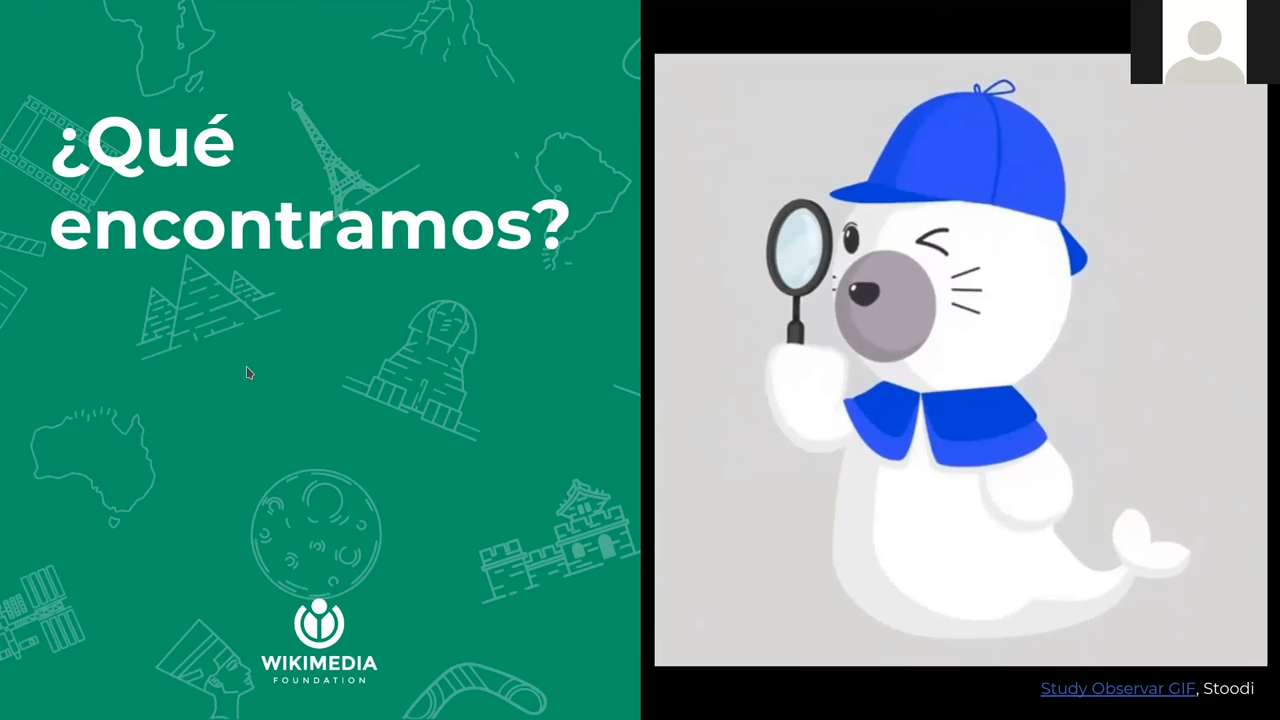 ¿Qué
encontramos?
WIKIMEDIA
FOUNDATION
Study Observar GIF, Stoodi